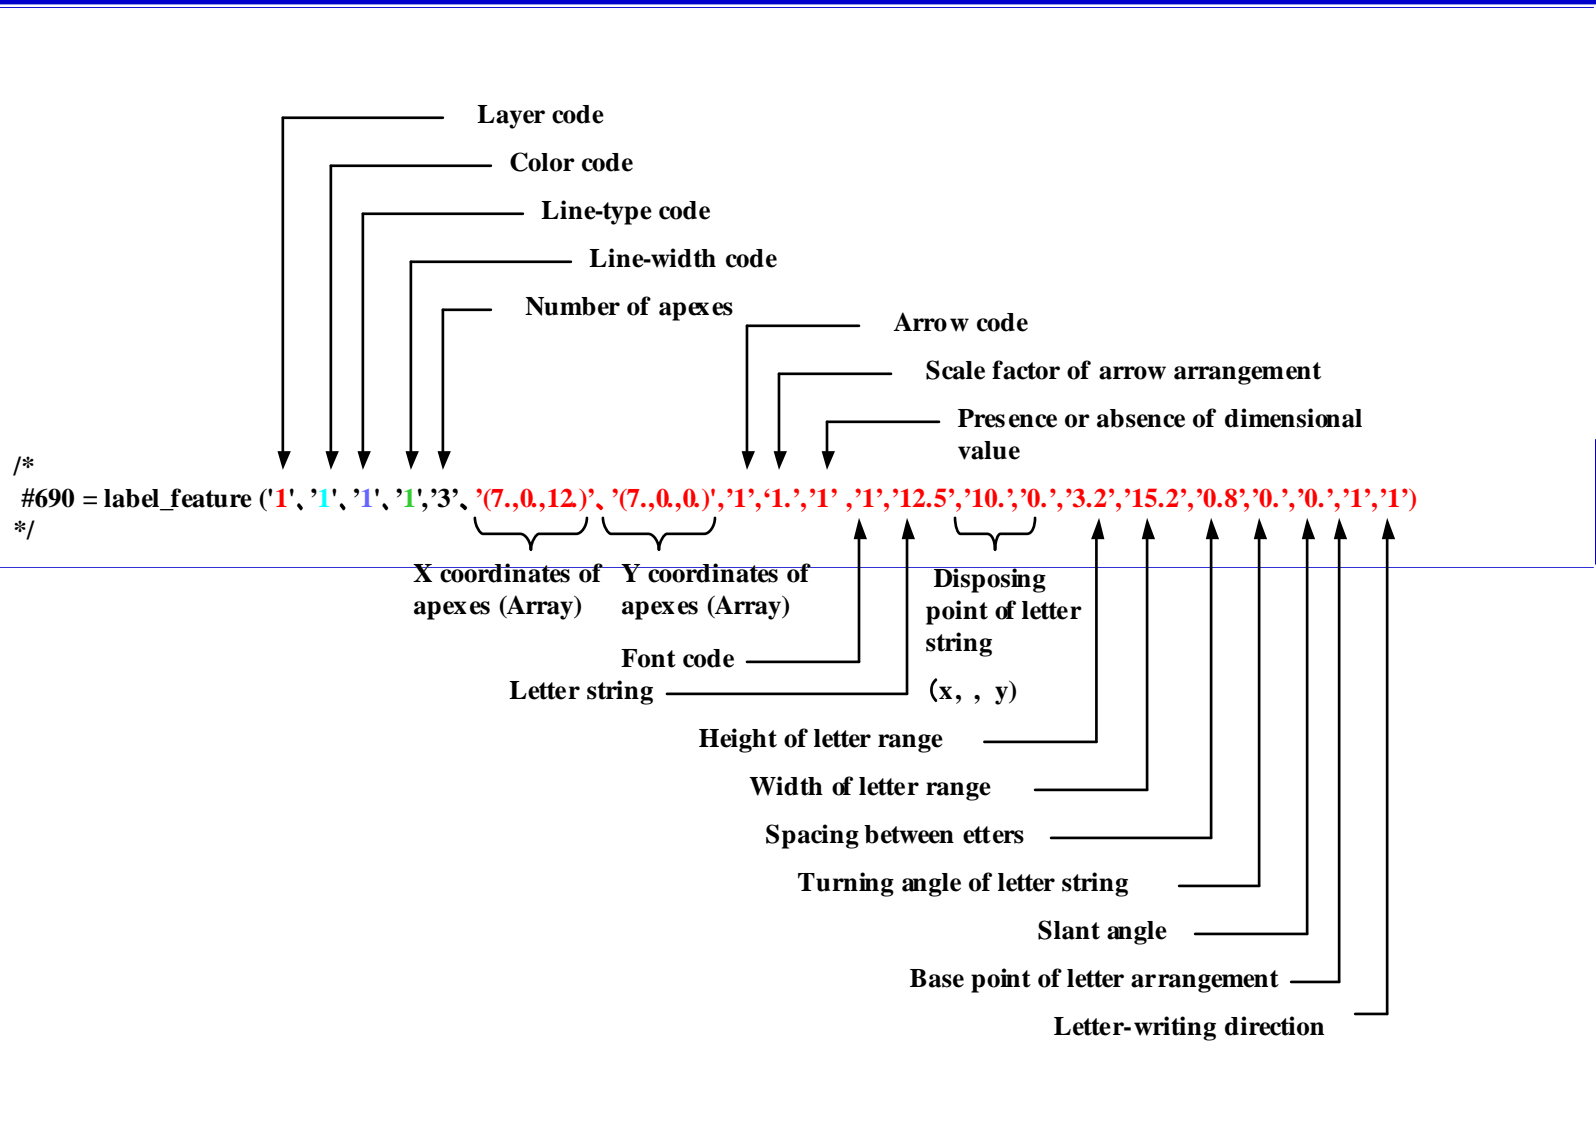 Layer code
Color code
Line-type code
Line-width code
Number of apexes
Arrow code
Scale factor of arrow arrangement
Presence or absence of dimensional
value
/*
#690 = label_feature ('1'、'1'、'1'、'1','3'、'(7.,0.,12.)'、'(7.,0.,0.)','1','1.','1' ,'1','12.5','10.','0.','3.2','15.2','0.8','0.','0.','1','1')
*/
X coordinates of
apexes (Array)
Y coordinates of
apexes (Array)
Disposing
point of letter
string
(x, , y)
Font code
Letter string
Height of letter range
Width of letter range
Spacing between etters
Turning angle of letter string
Slant angle
Base point of letter arrangement
Letter-writing direction